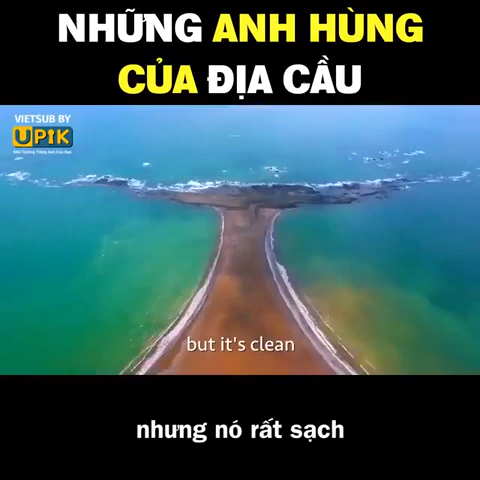 NHỮNG ANH HÙNG
CỦA ĐỊA CẦU
VIETSUB BY
UPIK
but it's clean
nhưng nó rất sạch